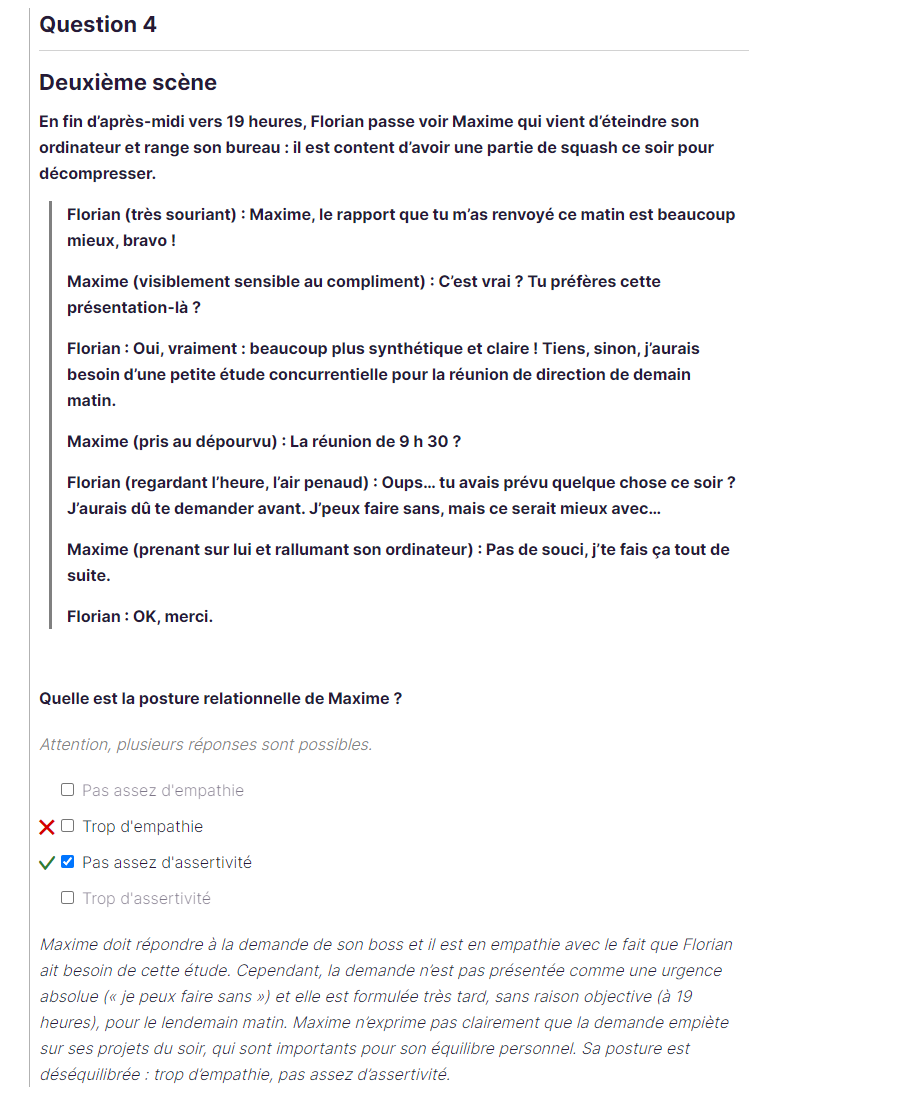 Question 4
Deuxième scène
En fin d’après-midi vers 19 heures, Florian passe voir Maxime qui vient d’éteindre son
ordinateur et range son bureau : il est content d’avoir une partie de squash ce soir pour
décompresser.
Florian (très souriant) : Maxime, le rapport que tu m’as renvoyé ce matin est beaucoup
mieux, bravo !
Maxime (visiblement sensible au compliment) : C’est vrai ? Tu préfères cette
présentation-là ?
Florian : Oui, vraiment : beaucoup plus synthétique et claire ! Tiens, sinon, j’aurais
besoin d’une petite étude concurrentielle pour la réunion de direction de demain
matin.
Maxime (pris au dépourvu) : La réunion de 9 h 30 ?
Florian (regardant l’heure, l’air penaud) : Oups… tu avais prévu quelque chose ce soir ?
J’aurais dû te demander avant. J’peux faire sans, mais ce serait mieux avec…
Maxime (prenant sur lui et rallumant son ordinateur) : Pas de souci, j’te fais ça tout de
suite.
Florian : OK, merci.
Quelle est la posture relationnelle de Maxime ?
Attention, plusieurs réponses sont possibles.
Pas assez d'empathie
Trop d'empathie
Pas assez d'assertivité
Trop d'assertivité
Maxime doit répondre à la demande de son boss et il est en empathie avec le fait que Florian
ait besoin de cette étude. Cependant, la demande n’est pas présentée comme une urgence
absolue (« je peux faire sans ») et elle est formulée très tard, sans raison objective (à 19
heures), pour le lendemain matin. Maxime n’exprime pas clairement que la demande empiète
sur ses projets du soir, qui sont importants pour son équilibre personnel. Sa posture est
déséquilibrée : trop d’empathie, pas assez d’assertivité.